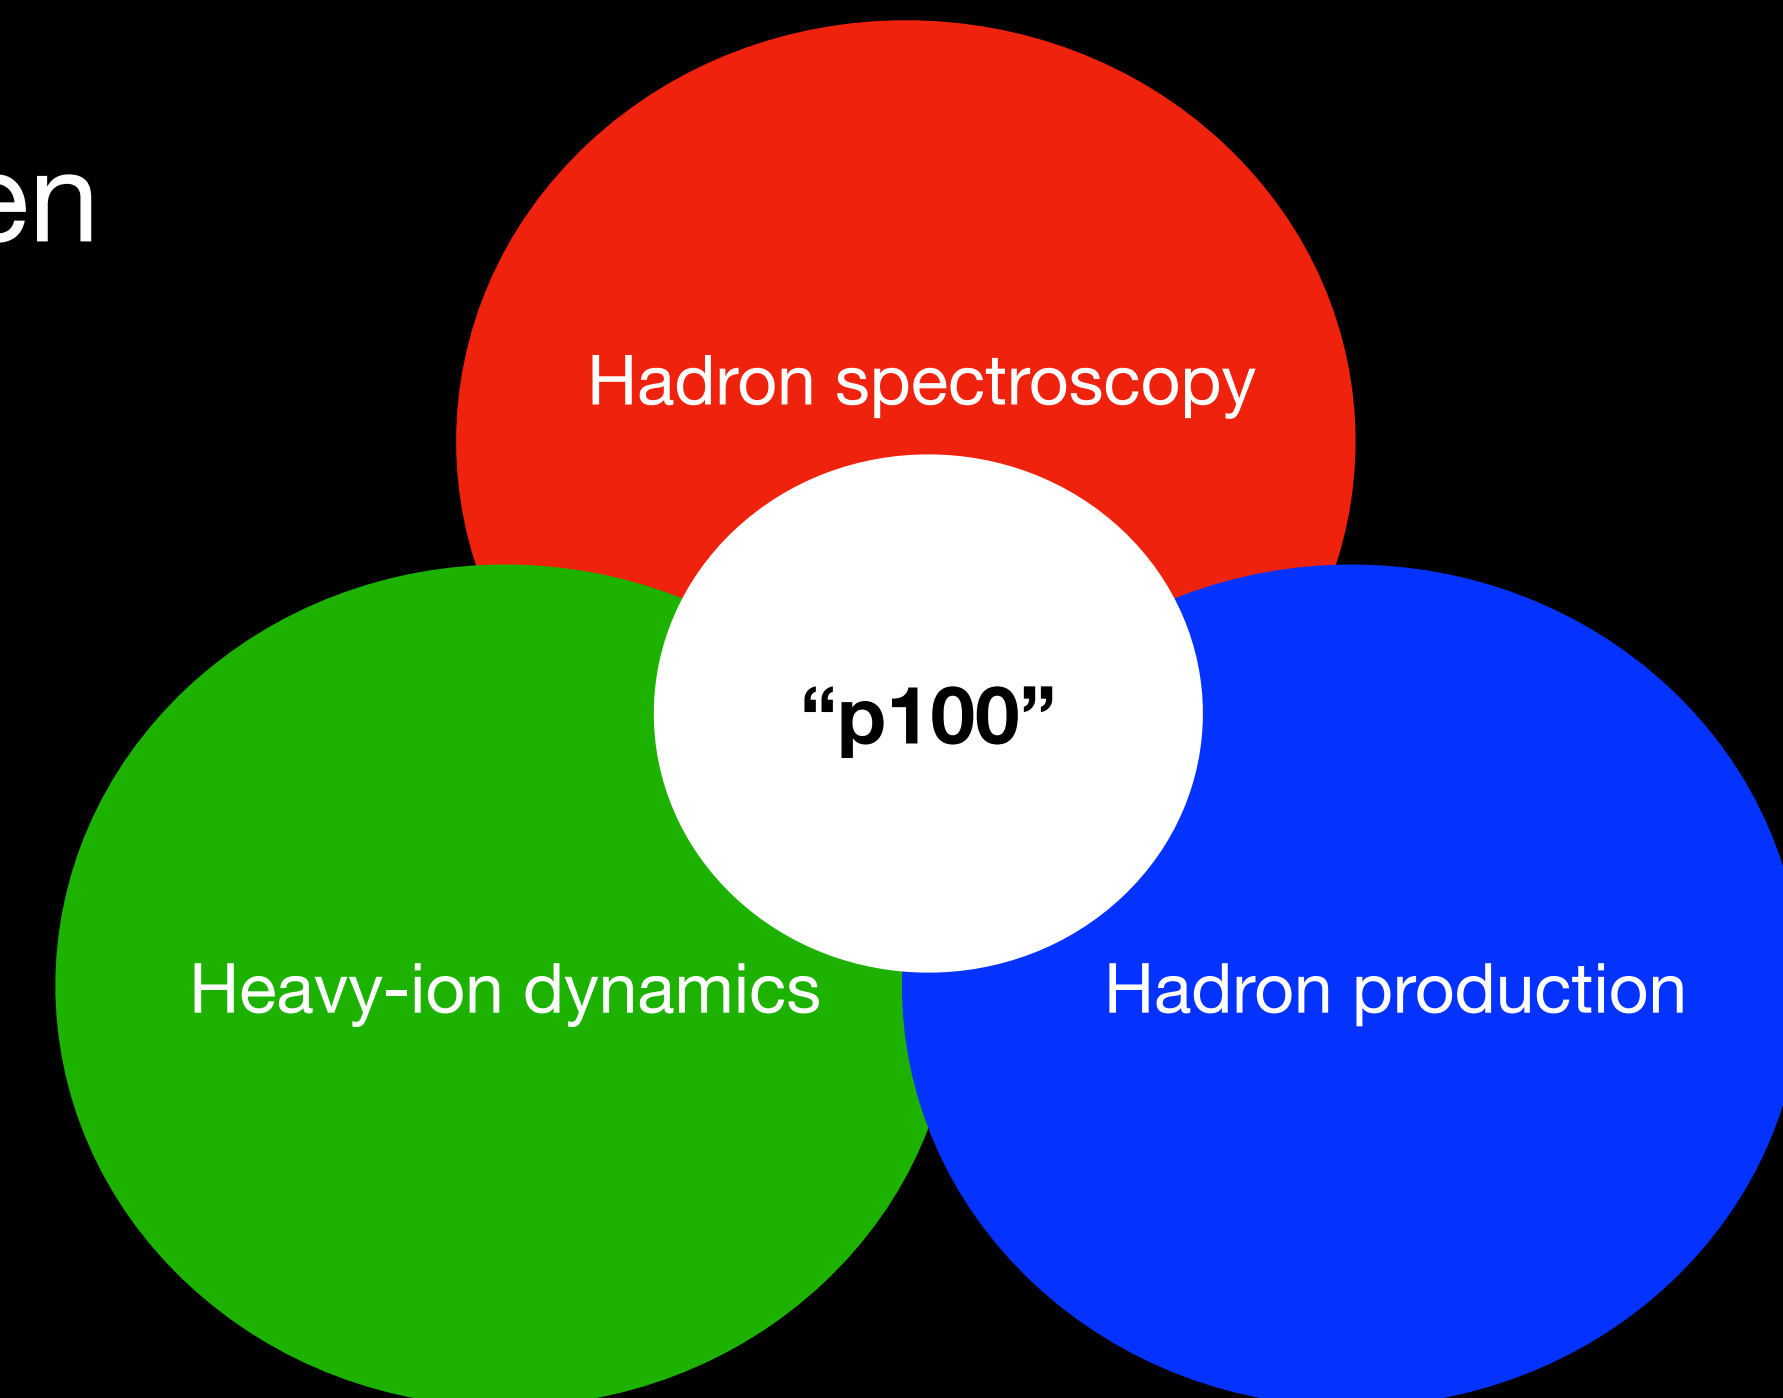 en
Hadron spectroscopy
“p100”
Heavy-ion dynamics
Hadron production